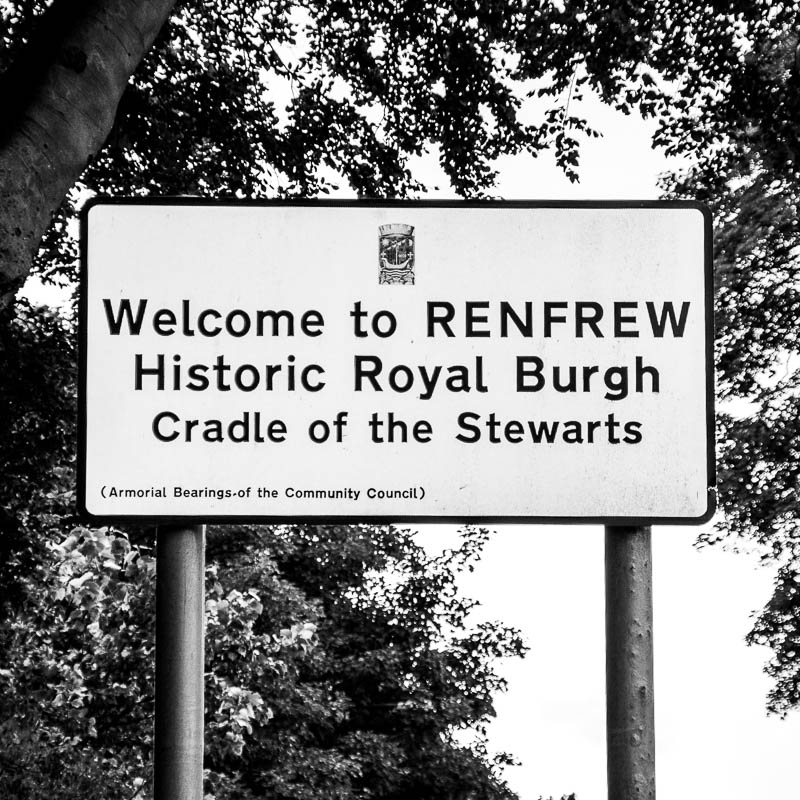 Welcome to RENFREW
Historic Royal Burgh
Cradle of the Stewarts
(Armorial Bearings of the Community Council)